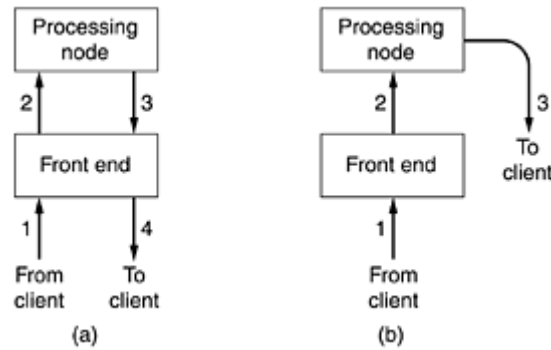 Processing
node
2
3
Front end
1
4
From
client
To
client
(a)
Processing
node
2
3
To
client
Front end
1
From
client
(b)